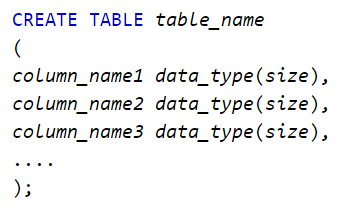 CREATE TABLE table_name
(
column_name1 data_type(size),
column_name2 data_type(size),
column_name3 data_type(size),
....
);